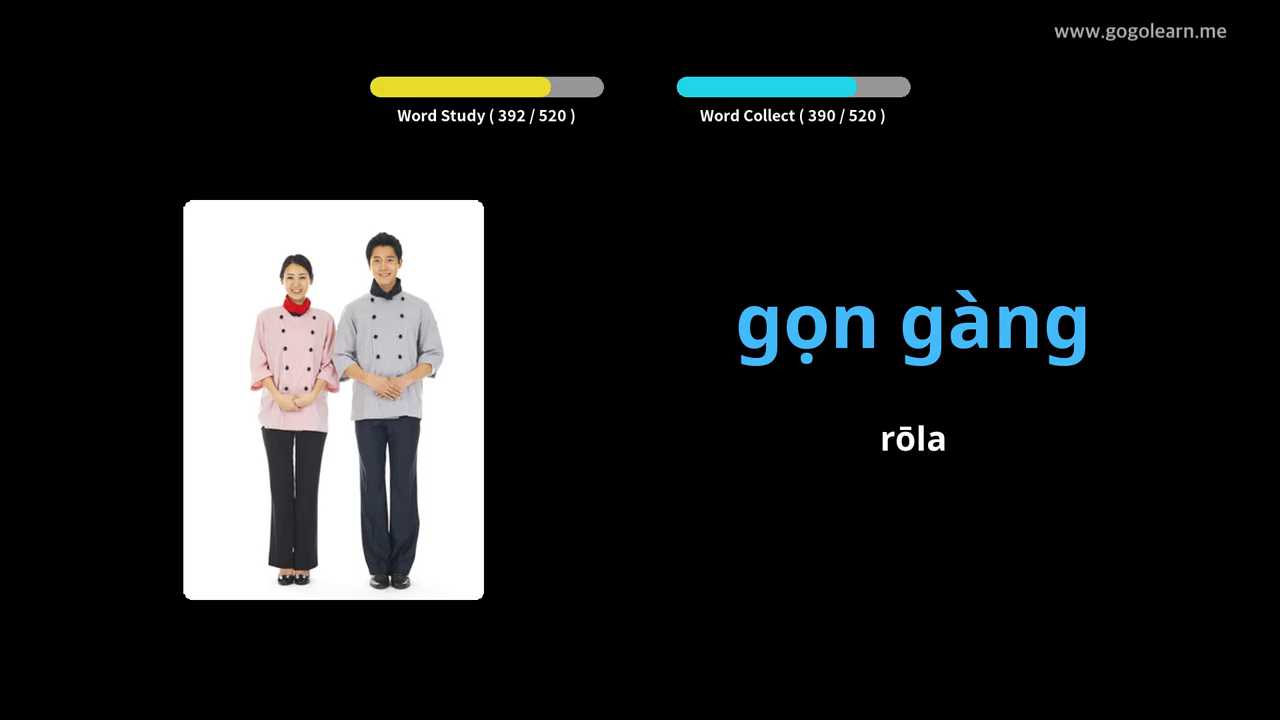 www.gogolearn.me
Word Study ( 392 / 520 )
Word Collect ( 390 / 520 )
gọn gàng
rōla